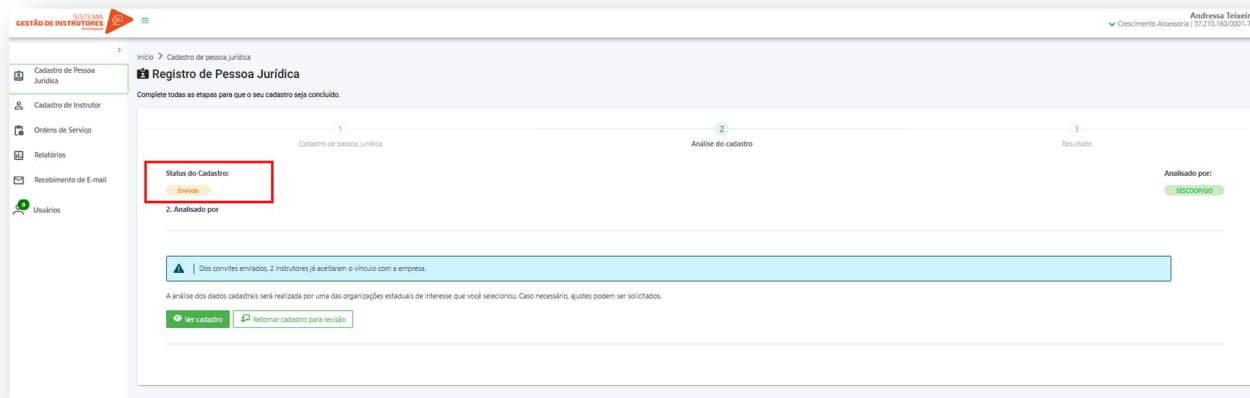 SISTEMA
GESTÃO DE INSTRUTORES
Andressa Teixeir
Crescimento Assessoria | 37.210.160/0001-7
Cadastro de Pessoa
Jurídica
Cadastro de Instrutor
Ordens de Serviço
Relatórios
Recebimento de E-mail
Usuários
Início > Cadastro de pessoa jurídica
Registro de Pessoa Jurídica
Complete todas as etapas para que o seu cadastro seja concluído.
1
Cadastro de pessoa jurídica
2
Análise do cadastro
3
Resultado
Status do Cadastro:
Enviado
Analisado por:
SESCOOP/GO
2. Analisado por
Dos convites enviados, 2 instrutores já aceitaram o vínculo com a empresa.
A análise dos dados cadastrais será realizada por uma das organizações estaduais de interesse que você selecionou. Caso necessário, ajustes podem ser solicitados.
Ver cadastro
Retornar cadastro para revisão